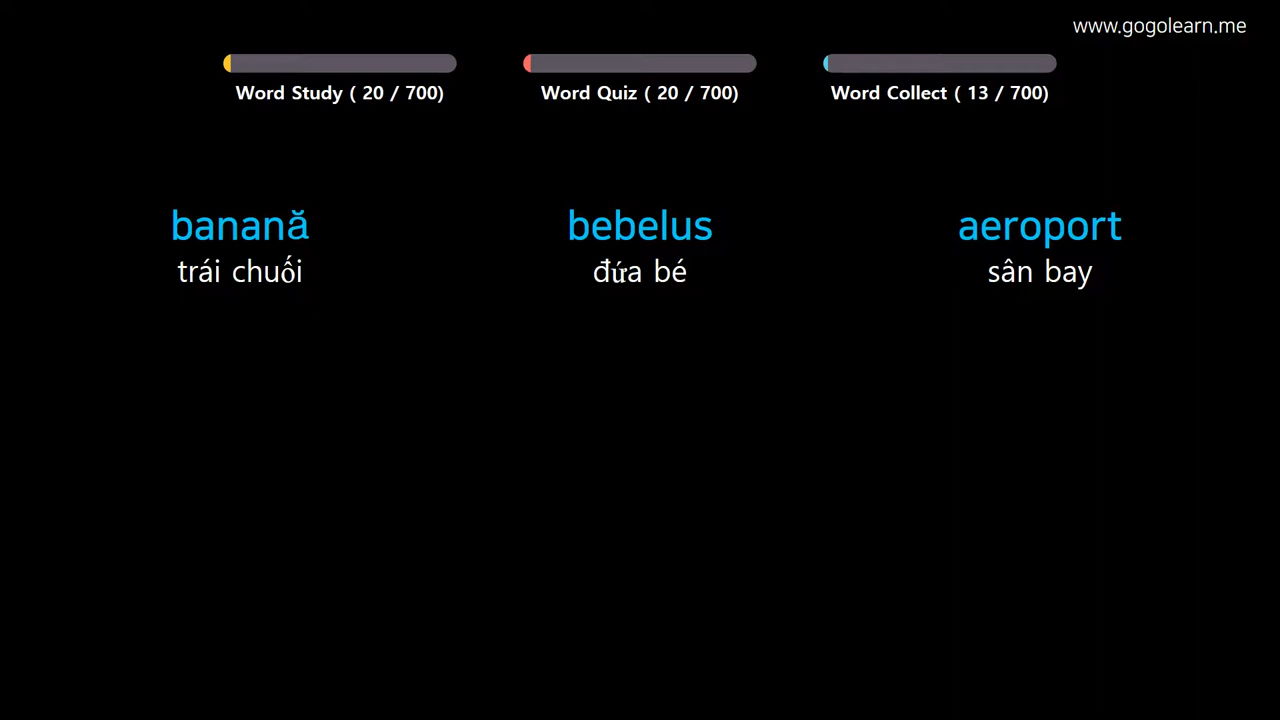 www.gogolearn.me
Word Study ( 20 / 700)
Word Quiz ( 20 / 700)
Word Collect ( 13 / 700)
banană
bebelus
aeroport
trái chuối
đứa bé
sân bay